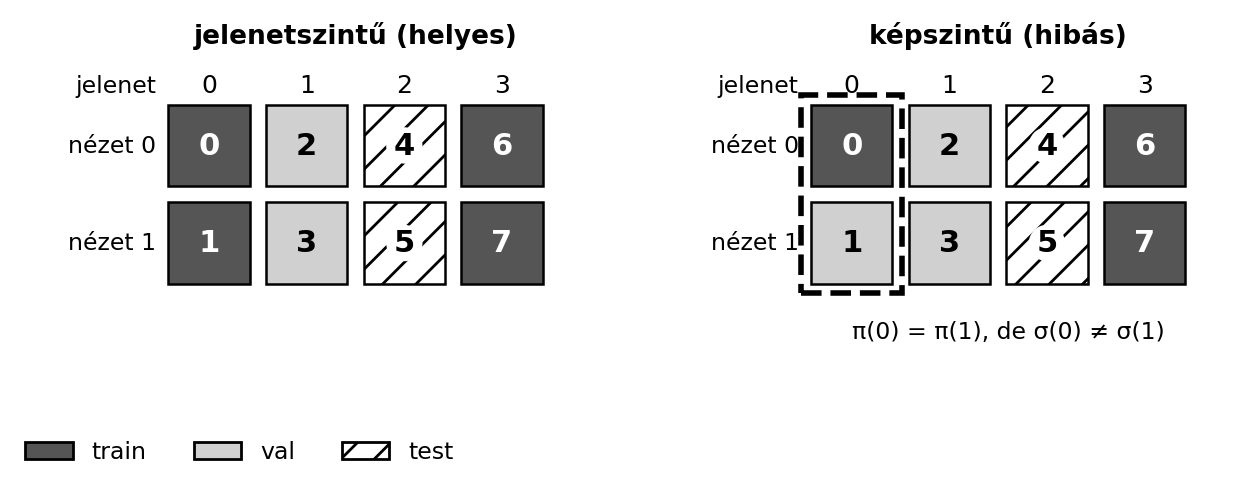 jelenetszintű (helyes)
jelenet 0 1 2 3
nézet 0 0 2 4 6
nézet 1 1 3 5 7
képszintű (hibás)
jelenet 0 1 2 3
nézet 0 0 2 4 6
nézet 1 1 3 5 7
π(0) = π(1), de σ(0) ≠ σ(1)
train val test